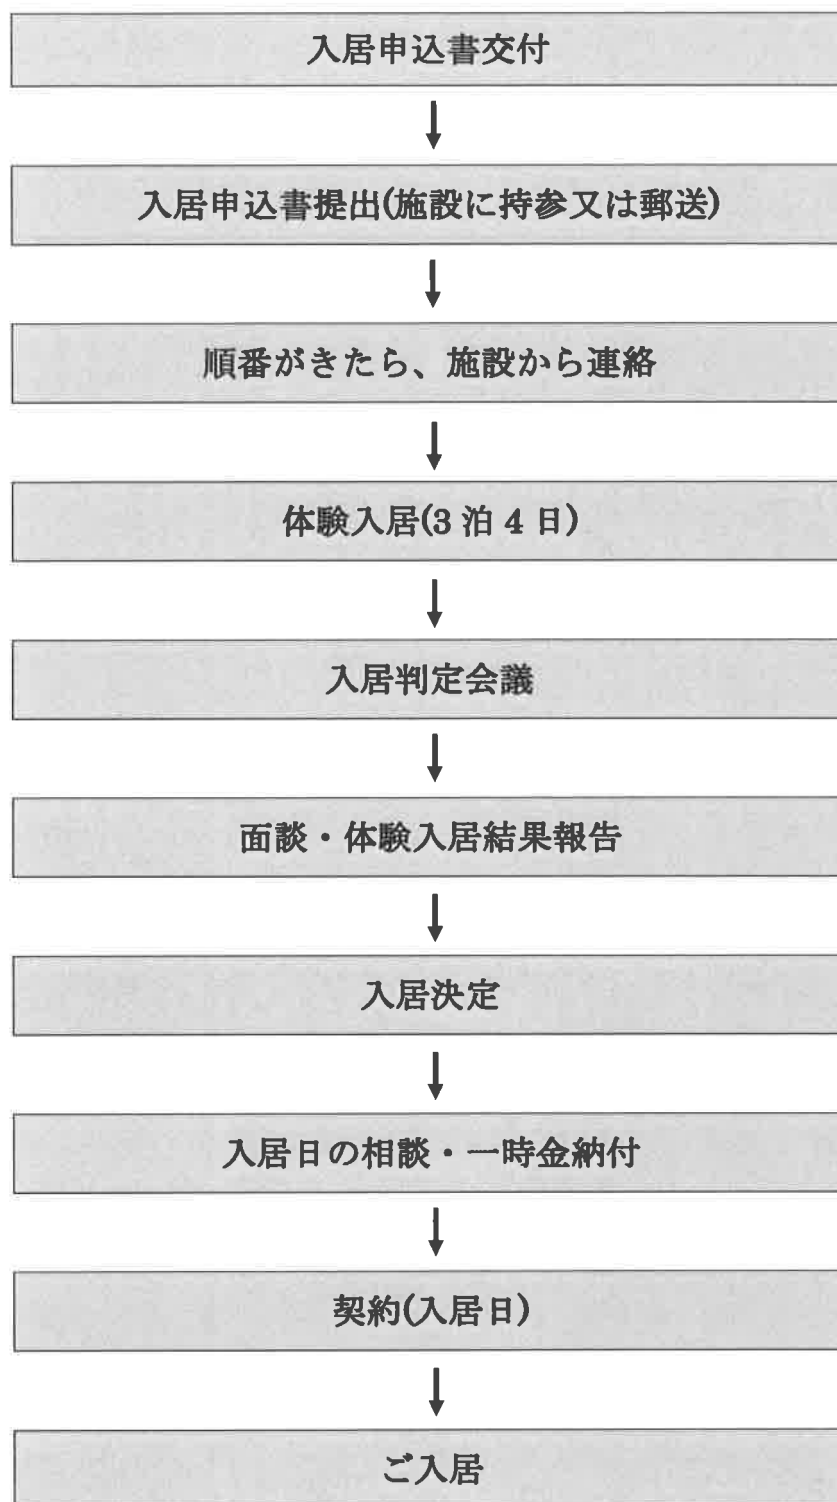 入居申込書交付
入居申込書提出(施設に持参又は郵送)
順番がきたら、施設から連絡
体験入居(3泊4日)
入居判定会議
面談・体験入居結果報告
入居決定
入居日の相談・一時金納付
契約(入居日)
ご入居